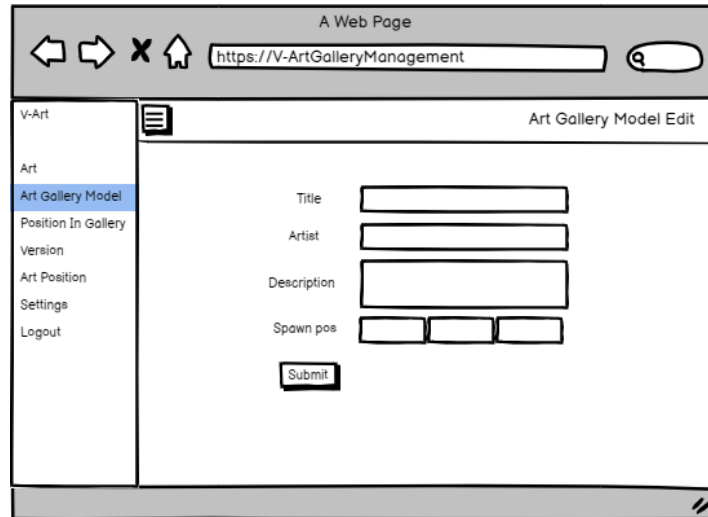 A Web Page
https://V-ArtGalleryManagement
V-Art
Art Gallery Model Edit
Art
Art Gallery Model
Position In Gallery
Version
Art Position
Settings
Logout
Title
Artist
Description
Spawn pos
Submit